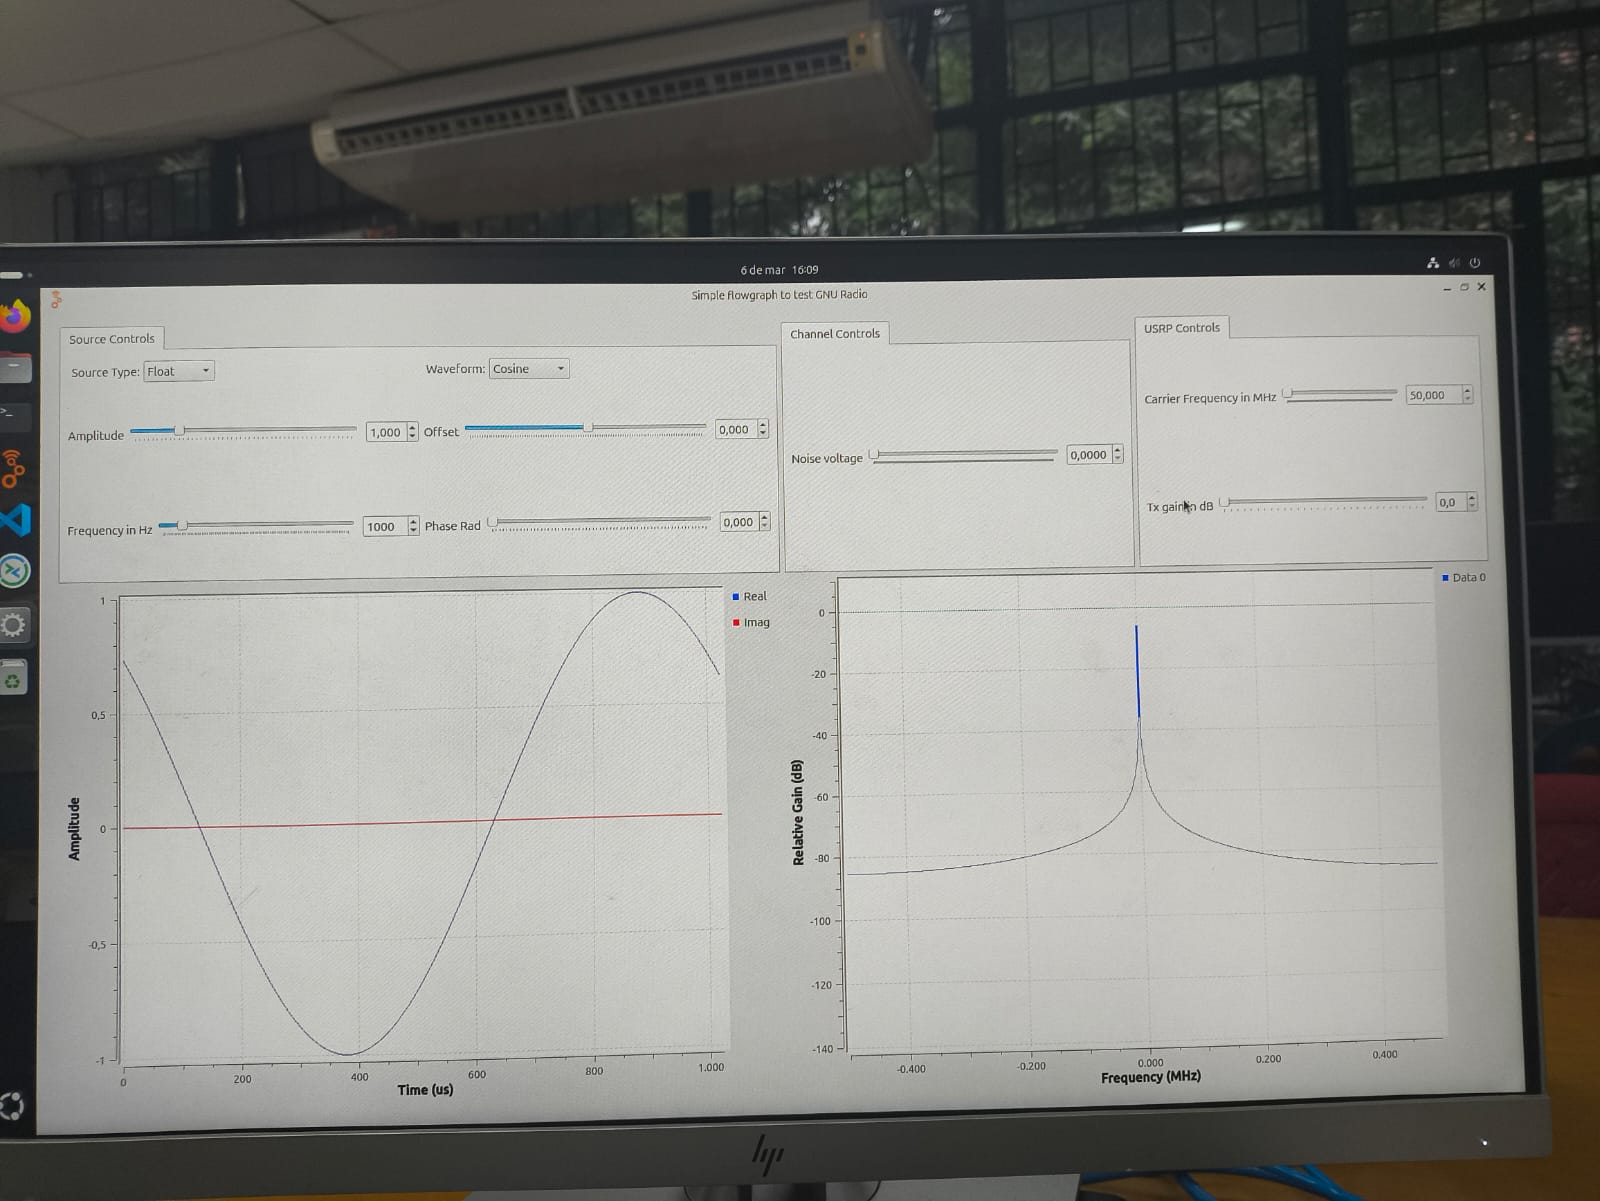 6 de mar 16:09
Simple flowgraph to test GNU Radio
Source Controls
Source Type: Float
Waveform: Cosine
Amplitude 1,000
Offset 0,000
Frequency in Hz 1000
Phase Rad 0,000
Channel Controls
Noise voltage 0,0000
USRP Controls
Carrier Frequency in MHz 50,000
Tx gain in dB 0,0
Real
Imag
1
0,5
0
-0,5
-1
Amplitude
0 200 400 600 800 1.000
Time (us)
Data 0
0
-20
-40
-60
-80
-100
-120
-140
Relative Gain (dB)
-0.400 -0.200 0.000 0.200 0.400
Frequency (MHz)
hp